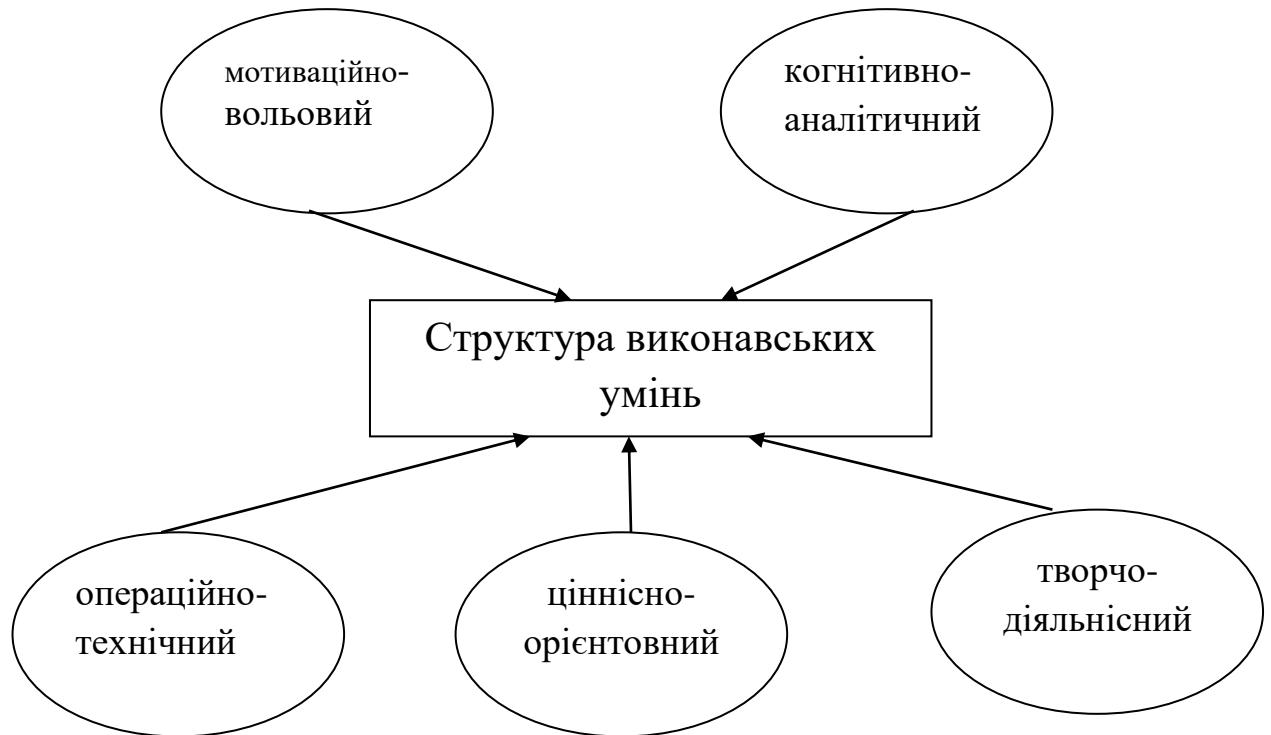 мотиваційно-
вольовий
когнітивно-
аналітичний
Структура виконавських
умінь
операційно-
технічний
ціннісно-
орієнтовний
творчо-
діяльнісний